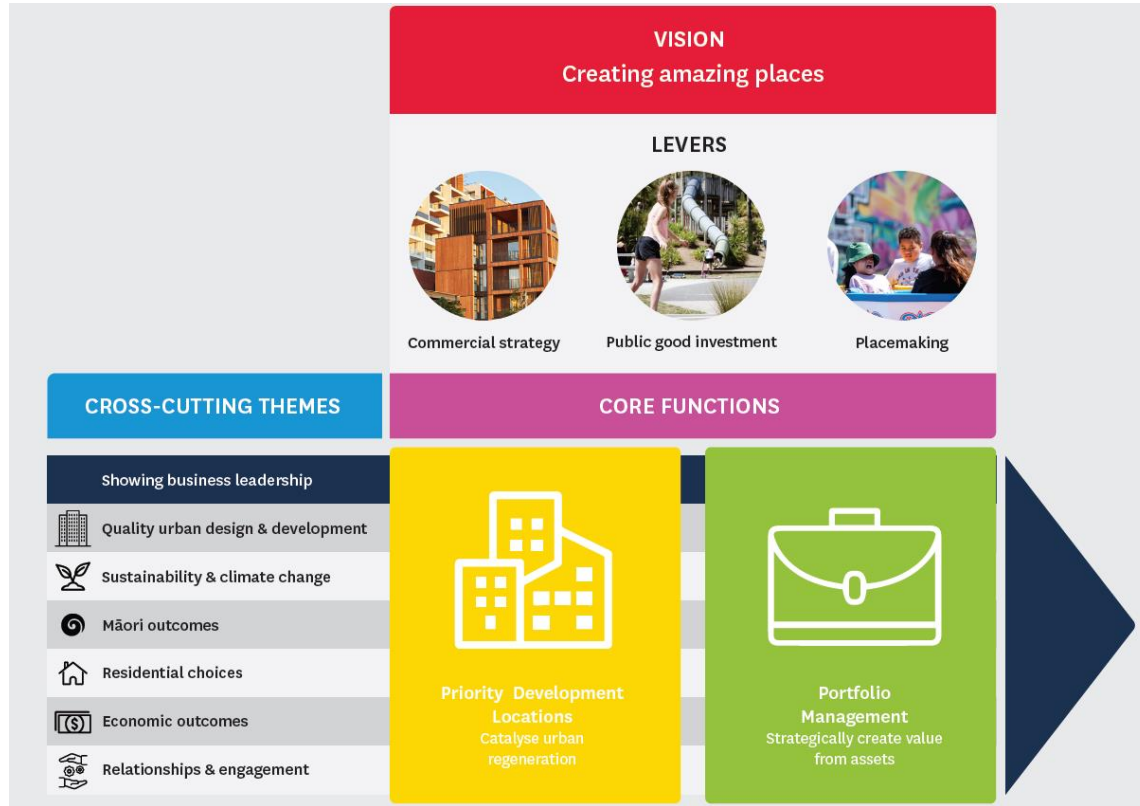 VISION
Creating amazing places
LEVERS
Commercial strategy
Public good investment
Placemaking
CROSS-CUTTING THEMES
CORE FUNCTIONS
Showing business leadership
Quality urban design & development
Sustainability & climate change
Māori outcomes
Residential choices
Economic outcomes
Relationships & engagement
Priority Development
Locations
Catalyse urban
regeneration
Portfolio
Management
Strategically create value
from assets